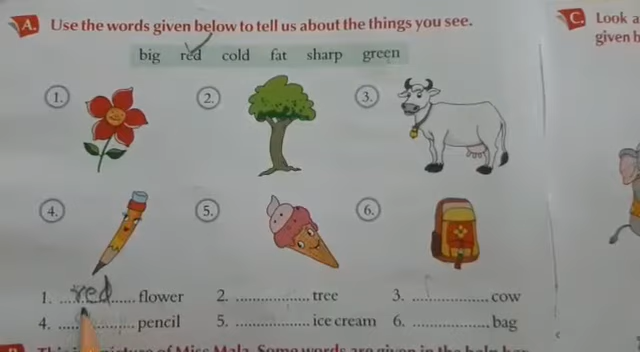 A. Use the words given below to tell us about the things you see.
big red cold fat sharp green
1. 2. 3.
4. 5. 6.
1. ...red... flower 2. .................. tree 3. .................. cow
4. .................. pencil 5. .................. ice cream 6. .................. bag
C. Look a
given b